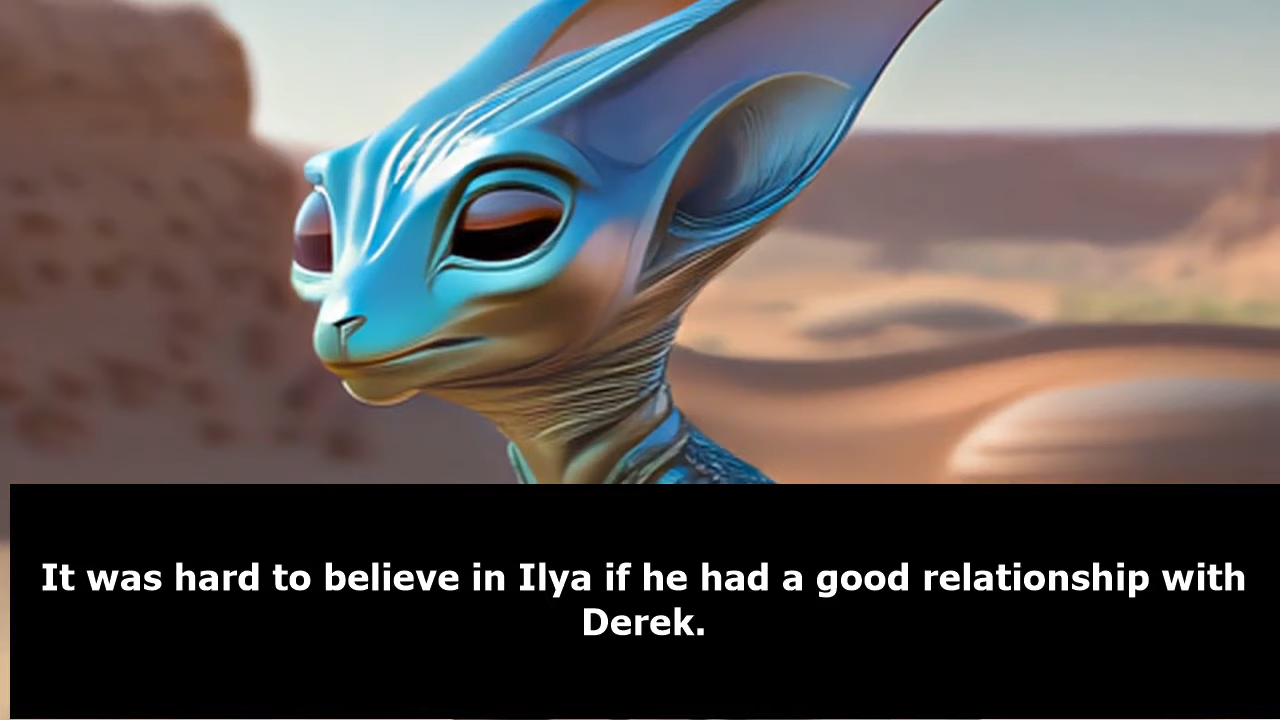 It was hard to believe in Ilya if he had a good relationship with
Derek.